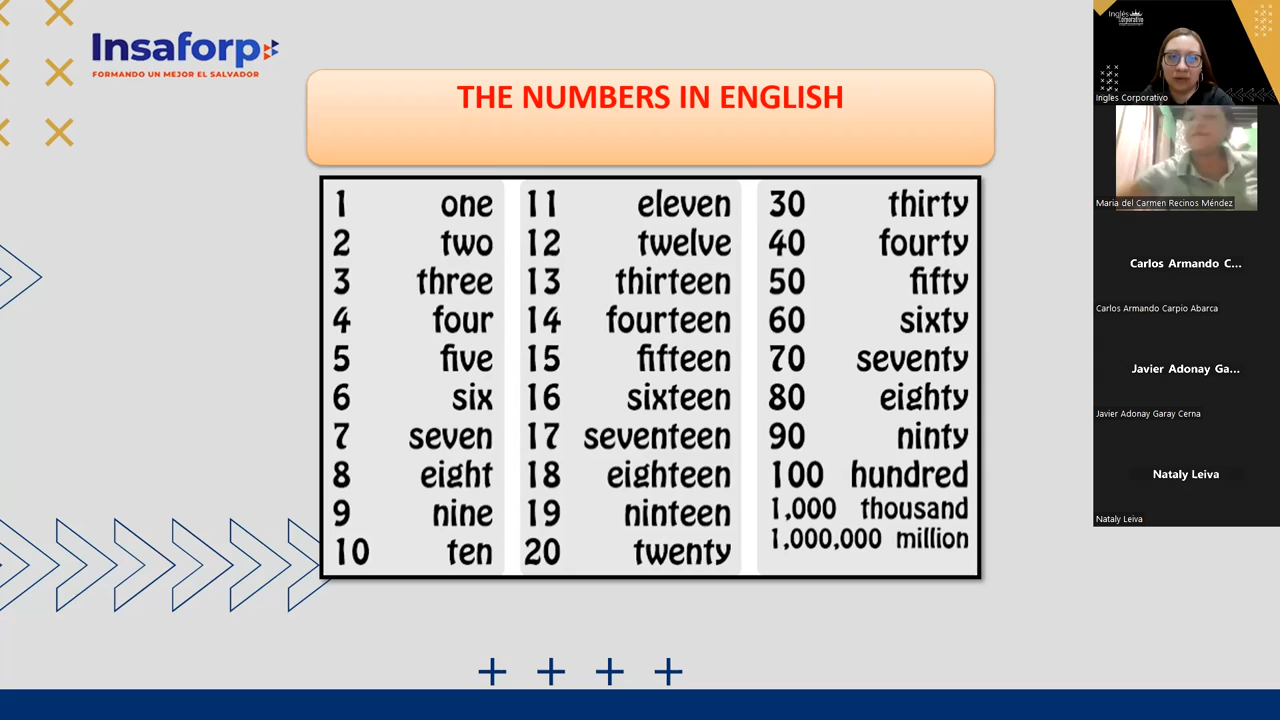 Insaforp
FORMANDO UN MEJOR EL SALVADOR
THE NUMBERS IN ENGLISH
1 one
2 two
3 three
4 four
5 five
6 six
7 seven
8 eight
9 nine
10 ten
11 eleven
12 twelve
13 thirteen
14 fourteen
15 fifteen
16 sixteen
17 seventeen
18 eighteen
19 ninteen
20 twenty
30 thirty
40 fourty
50 fifty
60 sixty
70 seventy
80 eighty
90 ninty
100 hundred
1,000 thousand
1,000,000 million
Inglés
Corporativo
Ingles Corporativo
Maria del Carmen Recinos Méndez
Carlos Armando C...
Carlos Armando Carpio Abarca
Javier Adonay Ga...
Javier Adonay Garay Cerna
Nataly Leiva
Nataly Leiva